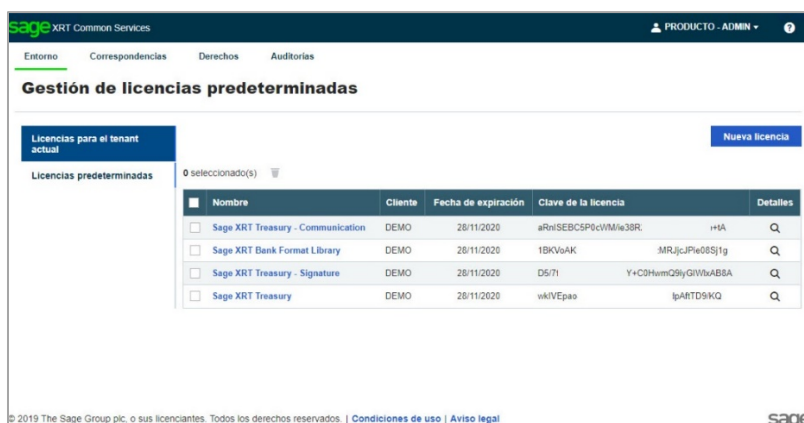 sage XRT Common Services
PRODUCTO - ADMIN
?
Entorno Correspondencias Derechos Auditorías
Gestión de licencias predeterminadas
Licencias para el tenant
actual
Nueva licencia
Licencias predeterminadas
0 seleccionado(s)
Nombre Cliente Fecha de expiración Clave de la licencia Detalles
Sage XRT Treasury - Communication DEMO 28/11/2020
Sage XRT Bank Format Library DEMO 28/11/2020 1BKVoAK
Sage XRT Treasury - Signature DEMO 28/11/2020
Sage XRT Treasury DEMO 28/11/2020 wkIVEpao
© 2019 The Sage Group plc, o sus licenciantes. Todos los derechos reservados. | Condiciones de uso | Aviso legal
sage